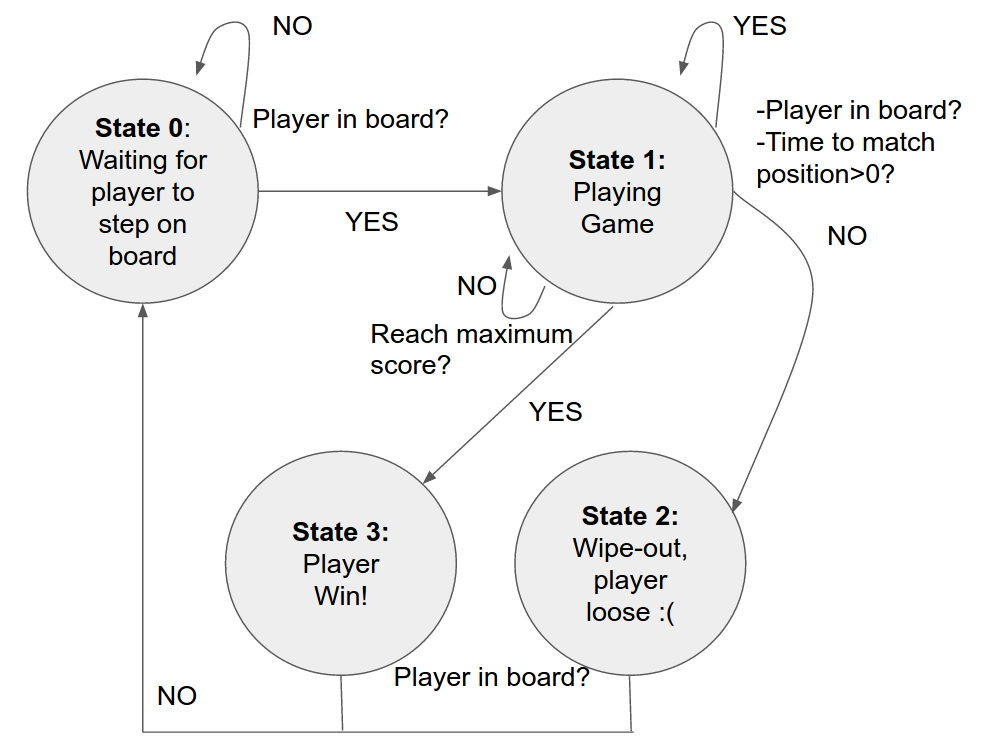 NO
YES
Player in board?
State 0:
Waiting for
player to
step on
board
YES
State 1:
Playing
Game
-Player in board?
-Time to match
position>0?
NO
NO
Reach maximum
score?
YES
State 3:
Player
Win!
State 2:
Wipe-out,
player
loose :(
Player in board?
NO